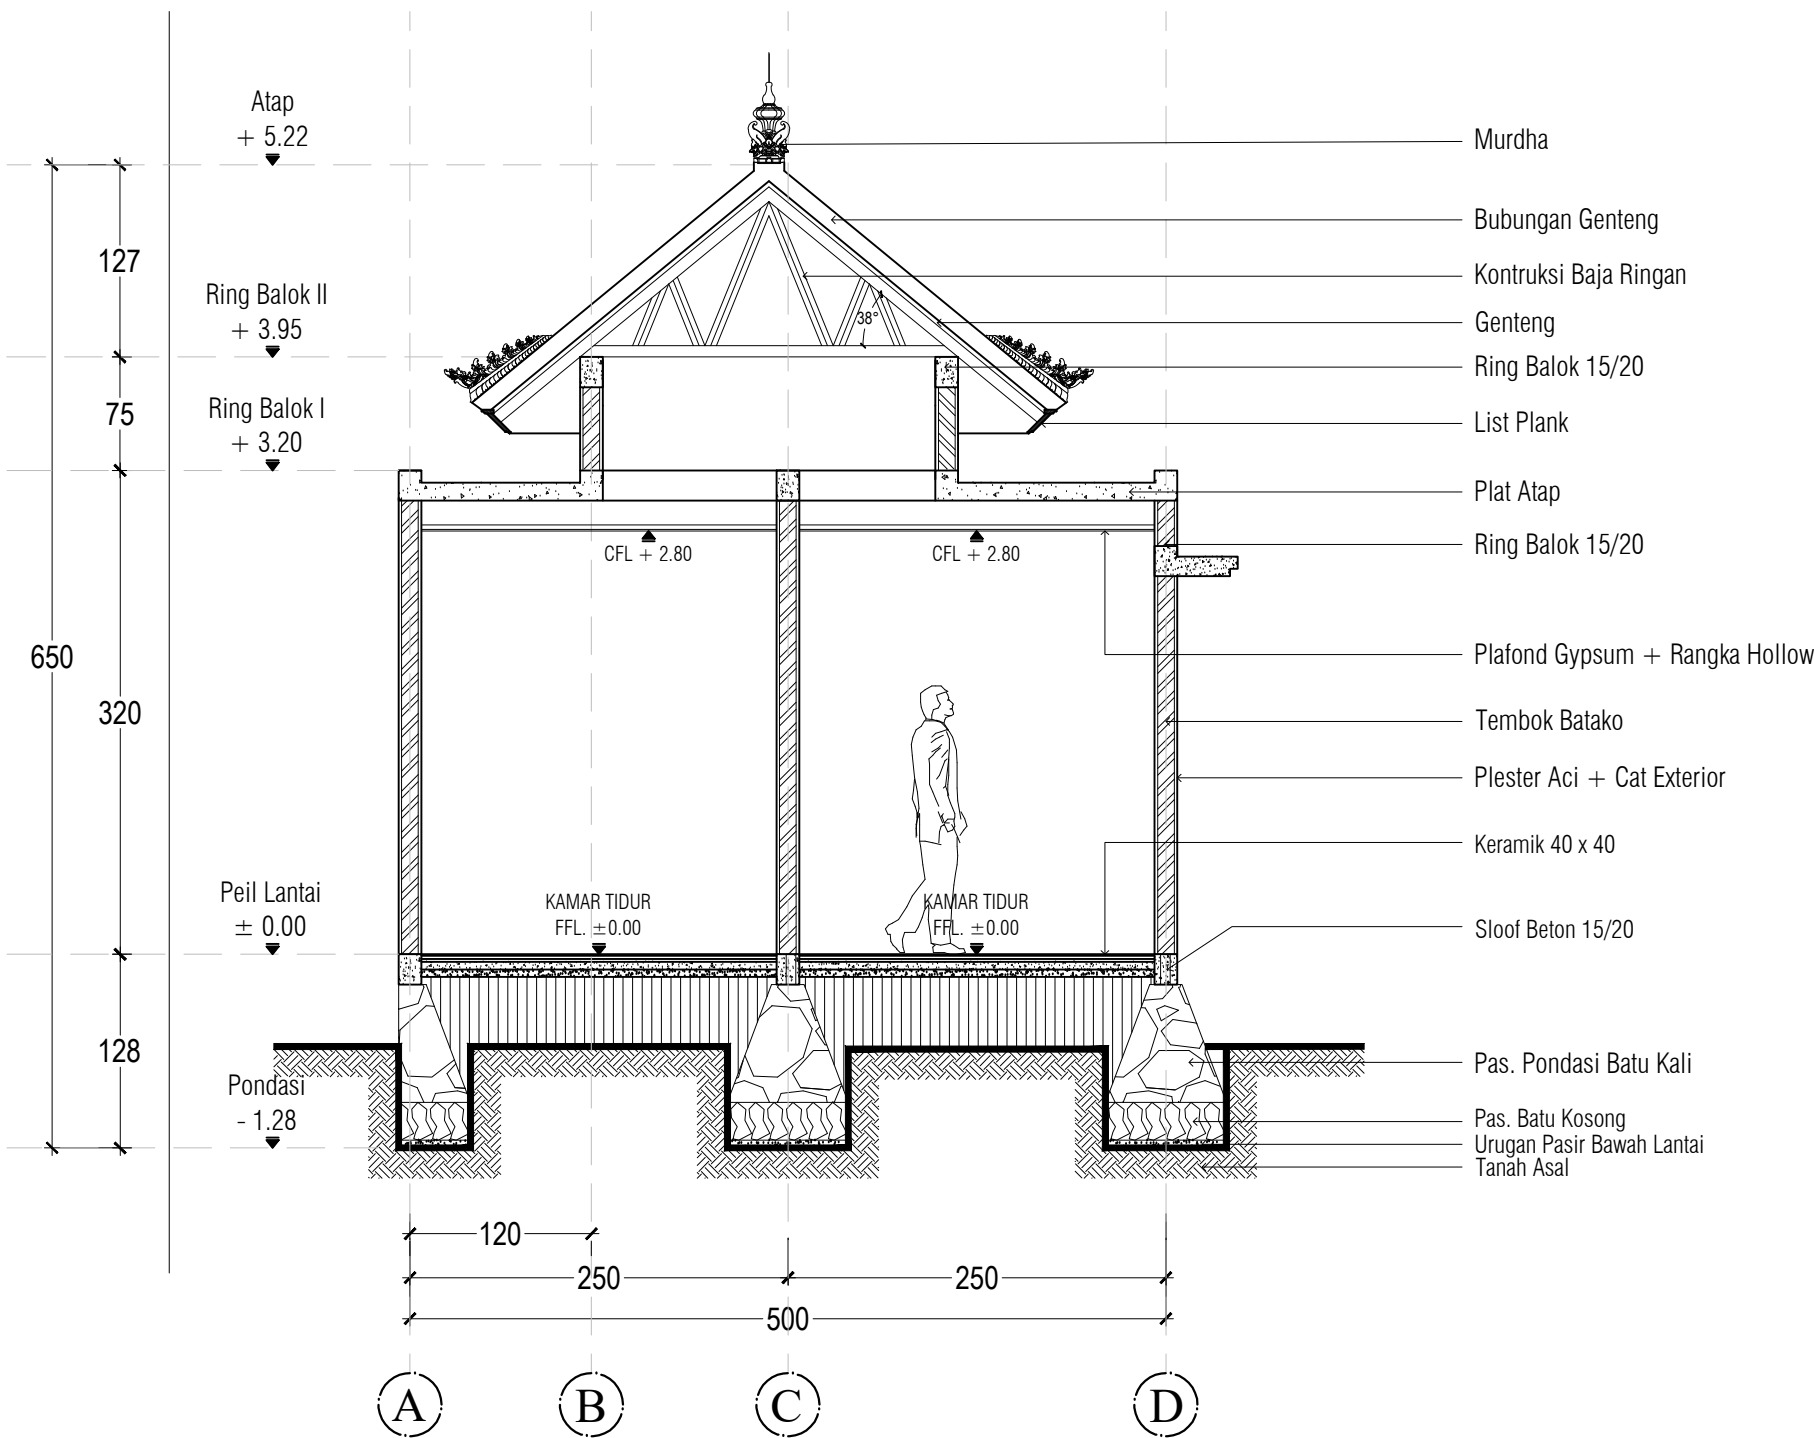 Atap
+ 5.22
Ring Balok II
+ 3.95
Ring Balok I
+ 3.20
Peil Lantai
± 0.00
Pondasi
- 1.28
127
75
320
128
650
38°
CFL + 2.80
CFL + 2.80
KAMAR TIDUR
FFL. ±0.00
KAMAR TIDUR
FFL. ±0.00
Murdha
Bubungan Genteng
Kontruksi Baja Ringan
Genteng
Ring Balok 15/20
List Plank
Plat Atap
Ring Balok 15/20
Plafond Gypsum + Rangka Hollow
Tembok Batako
Plester Aci + Cat Exterior
Keramik 40 x 40
Sloof Beton 15/20
Pas. Pondasi Batu Kali
Pas. Batu Kosong
Urugan Pasir Bawah Lantai
Tanah Asal
120
250
250
500
A
B
C
D